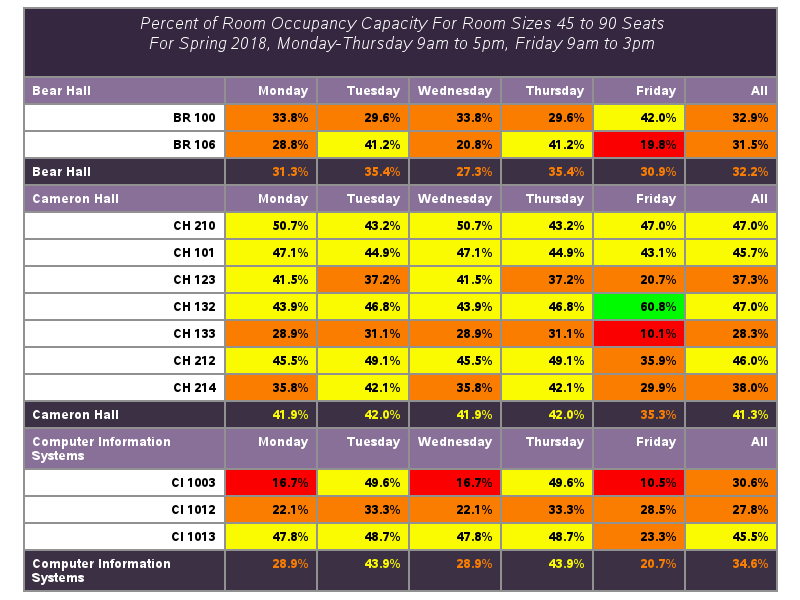 Percent of Room Occupancy Capacity For Room Sizes 45 to 90 Seats
For Spring 2018, Monday-Thursday 9am to 5pm, Friday 9am to 3pm
Bear Hall Monday Tuesday Wednesday Thursday Friday All
BR 100 33.8% 29.6% 33.8% 29.6% 42.0% 32.9%
BR 106 28.8% 41.2% 20.8% 41.2% 19.8% 31.5%
Bear Hall 31.3% 35.4% 27.3% 35.4% 30.9% 32.2%
Cameron Hall Monday Tuesday Wednesday Thursday Friday All
CH 210 50.7% 43.2% 50.7% 43.2% 47.0% 47.0%
CH 101 47.1% 44.9% 47.1% 44.9% 43.1% 45.7%
CH 123 41.5% 37.2% 41.5% 37.2% 20.7% 37.3%
CH 132 43.9% 46.8% 43.9% 46.8% 60.8% 47.0%
CH 133 28.9% 31.1% 28.9% 31.1% 10.1% 28.3%
CH 212 45.5% 49.1% 45.5% 49.1% 35.9% 46.0%
CH 214 35.8% 42.1% 35.8% 42.1% 29.9% 38.0%
Cameron Hall 41.9% 42.0% 41.9% 42.0% 35.3% 41.3%
Computer Information Monday Tuesday Wednesday Thursday Friday All
Systems
CI 1003 16.7% 49.6% 16.7% 49.6% 10.5% 30.6%
CI 1012 22.1% 33.3% 22.1% 33.3% 28.5% 27.8%
CI 1013 47.8% 48.7% 47.8% 48.7% 23.3% 45.5%
Computer Information 28.9% 43.9% 28.9% 43.9% 20.7% 34.6%
Systems